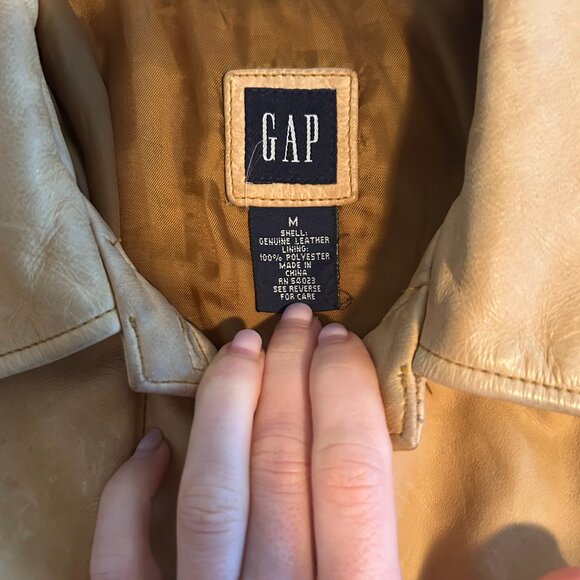 GAP
M
SHELL:
GENUINE LEATHER
LINING:
100% POLYESTER
MADE IN
CHINA
RN 54023
SEE REVERSE
FOR CARE